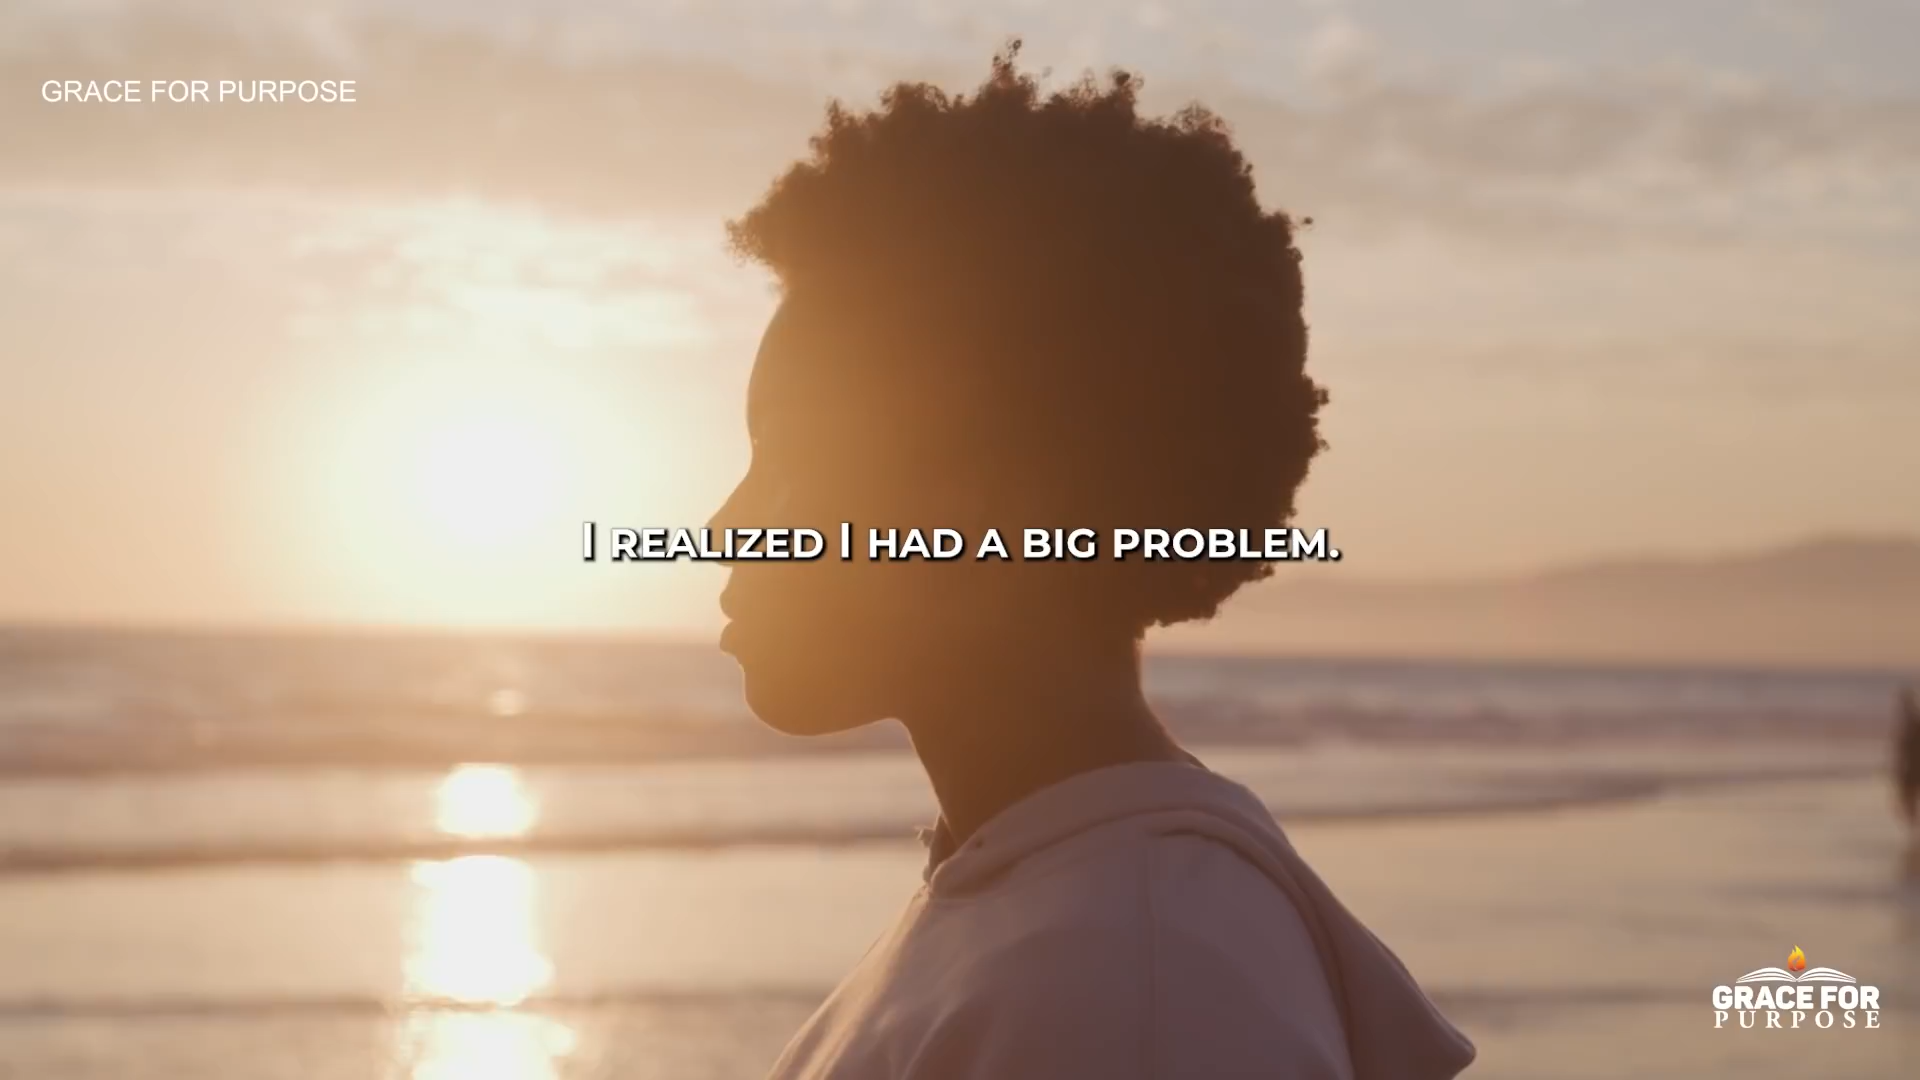 GRACE FOR PURPOSE
I REALIZED I HAD A BIG PROBLEM.
GRACE FOR
PURPOSE